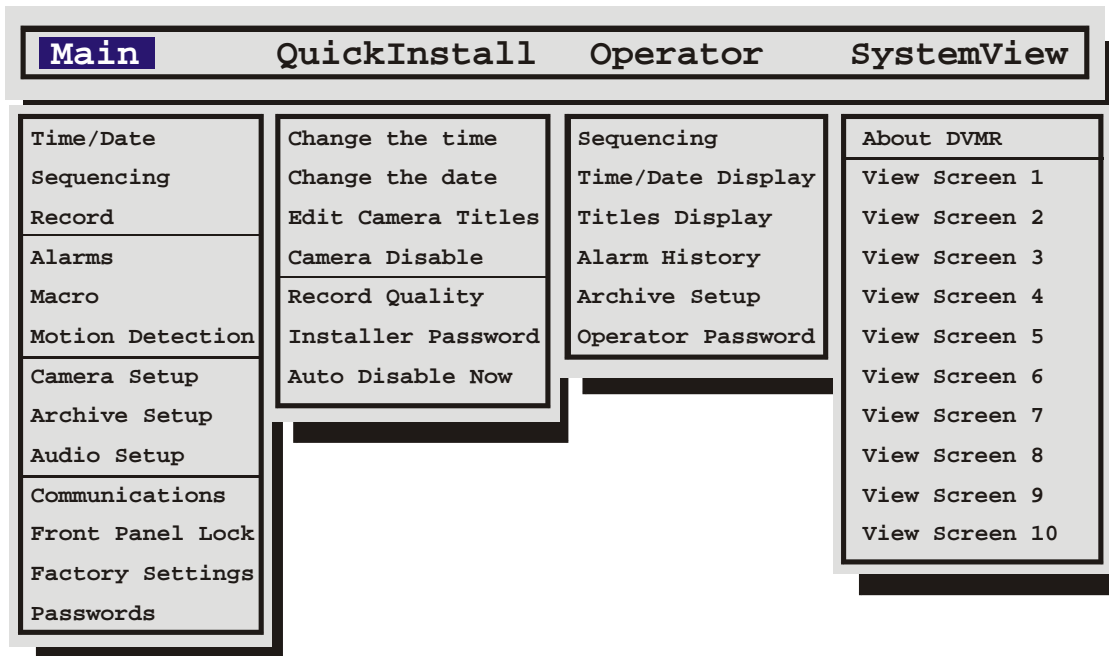 Main QuickInstall Operator SystemView
Time/Date
Sequencing
Record
Alarms
Macro
Motion Detection
Camera Setup
Archive Setup
Audio Setup
Communications
Front Panel Lock
Factory Settings
Passwords
Change the time
Change the date
Edit Camera Titles
Camera Disable
Record Quality
Installer Password
Auto Disable Now
Sequencing
Time/Date Display
Titles Display
Alarm History
Archive Setup
Operator Password
About DVMR
View Screen 1
View Screen 2
View Screen 3
View Screen 4
View Screen 5
View Screen 6
View Screen 7
View Screen 8
View Screen 9
View Screen 10